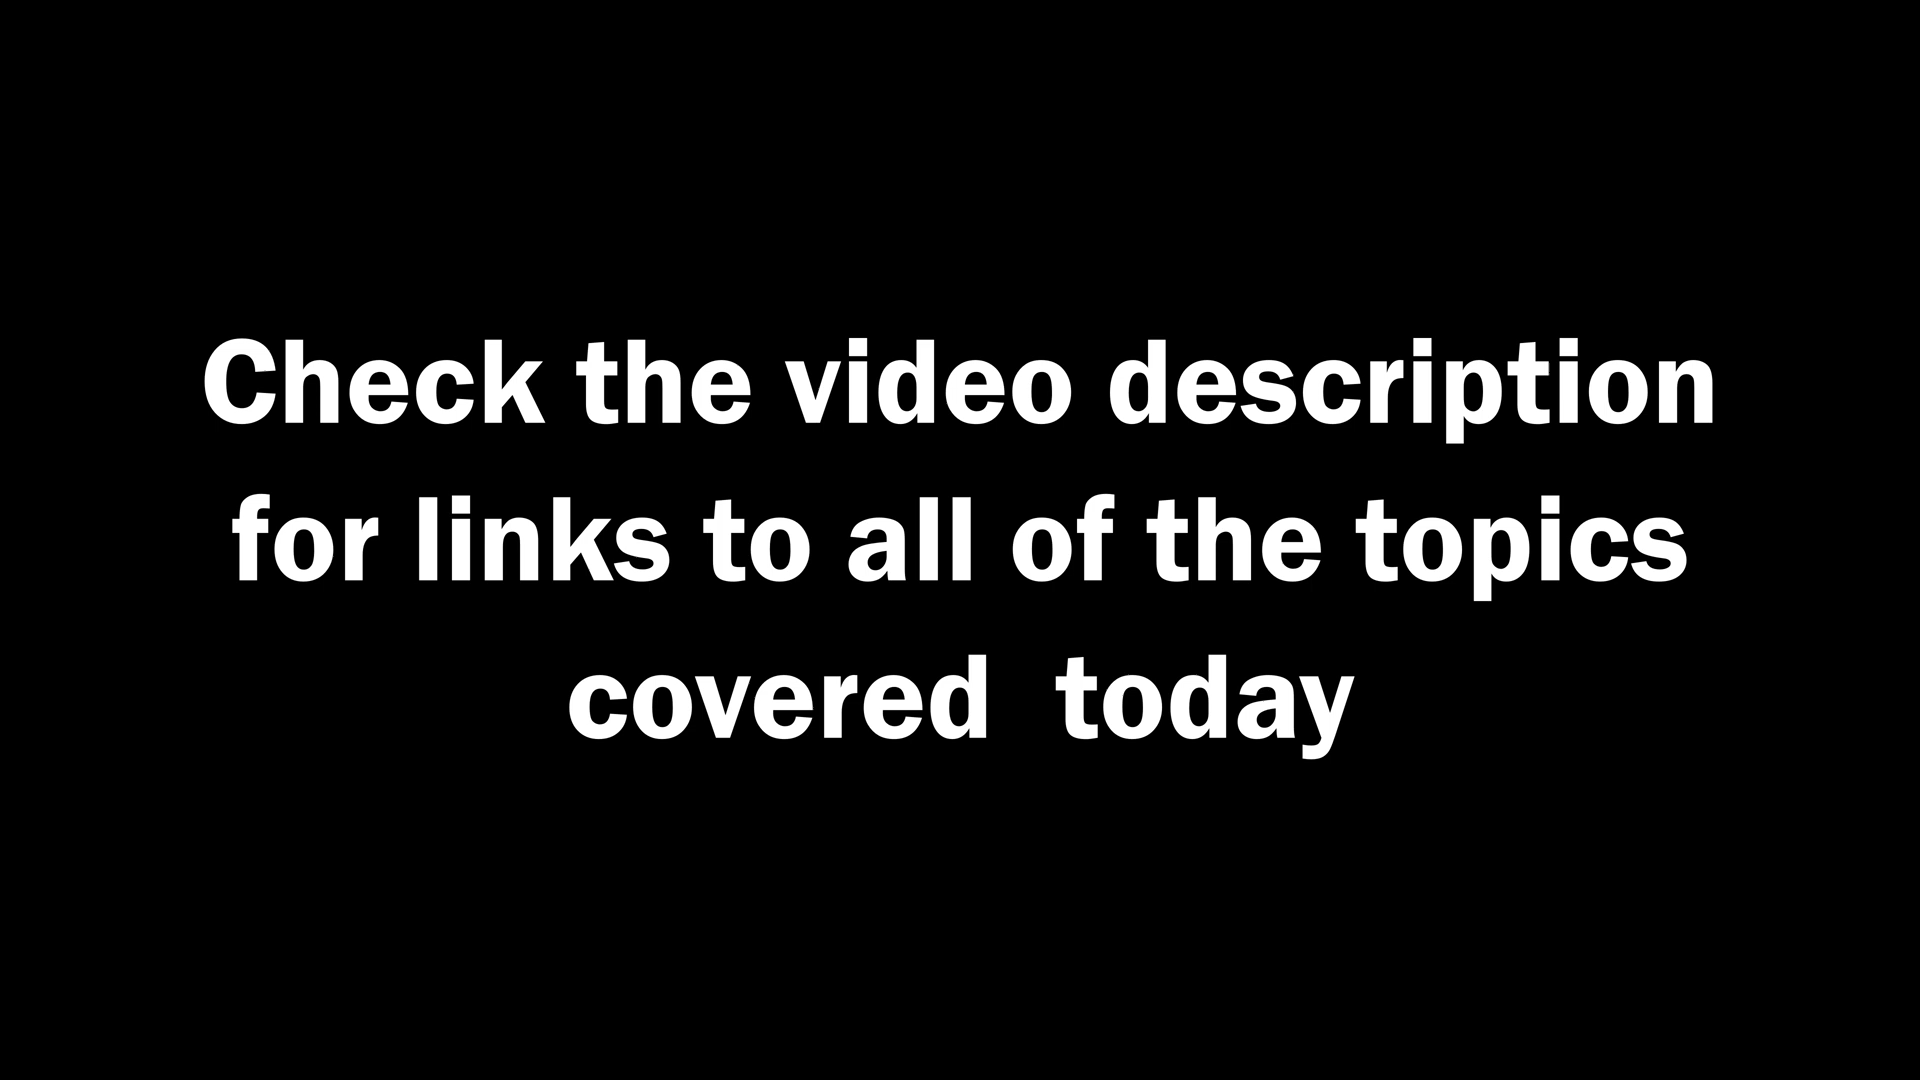 Check the video description
for links to all of the topics
covered  today